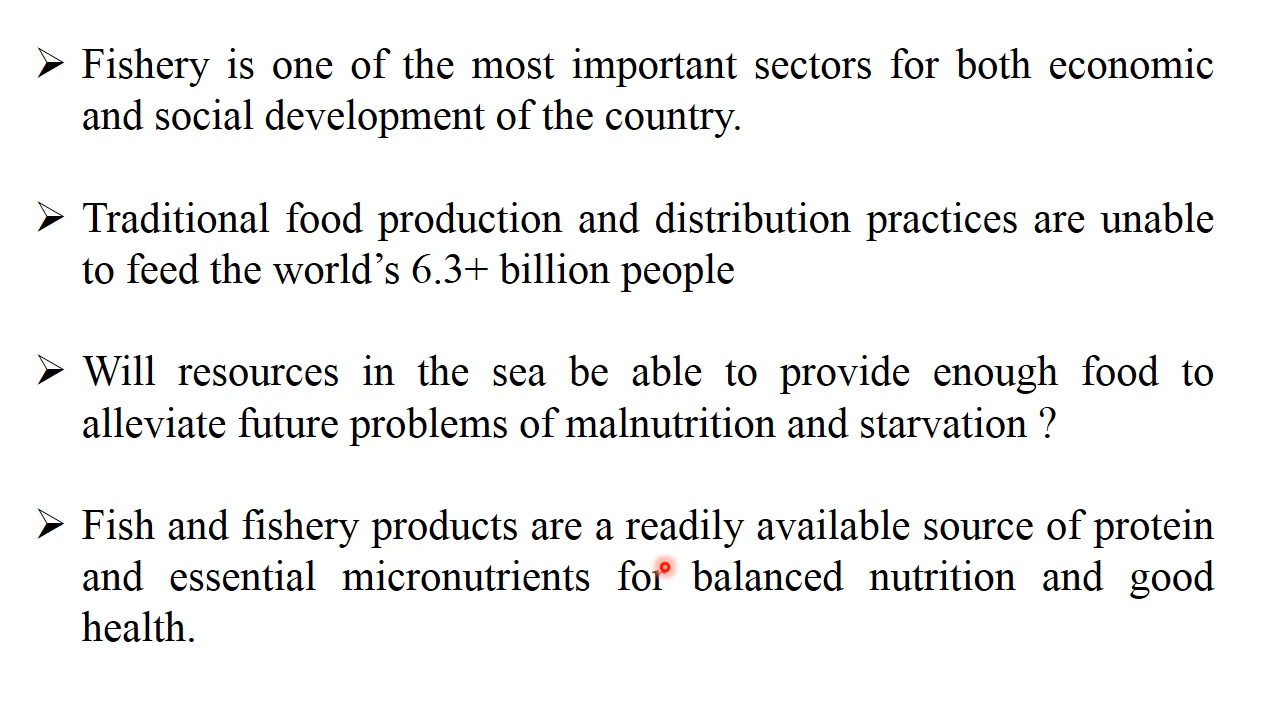 ➢ Fishery is one of the most important sectors for both economic
and social development of the country.
➢ Traditional food production and distribution practices are unable
to feed the world’s 6.3+ billion people
➢ Will resources in the sea be able to provide enough food to
alleviate future problems of malnutrition and starvation ?
➢ Fish and fishery products are a readily available source of protein
and essential micronutrients for balanced nutrition and good
health.